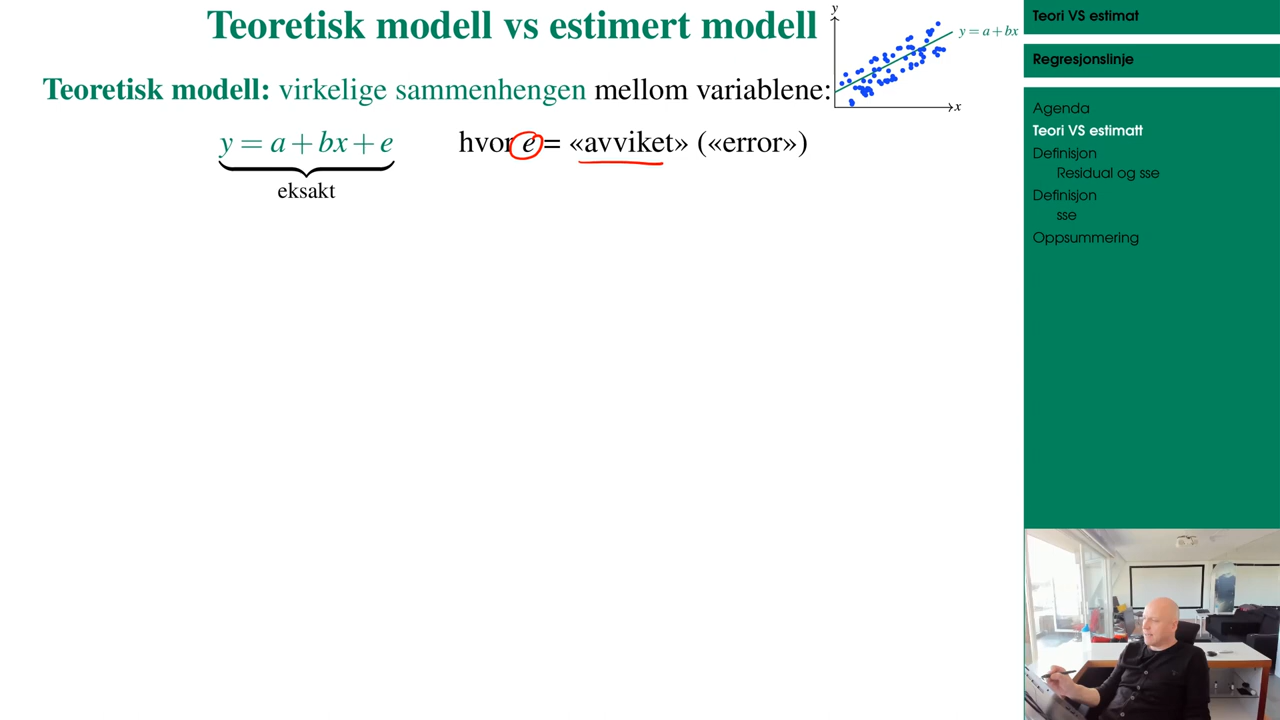 Teoretisk modell vs estimert modell
y
y = a + bx
x
Teoretisk modell: virkelige sammenhengen mellom variablene:
y = a + bx + e hvor e = «avviket» («error»)
eksakt
Teori VS estimat
Regresjonslinje
Agenda
Teori VS estimatt
Definisjon
Residual og sse
Definisjon
sse
Oppsummering